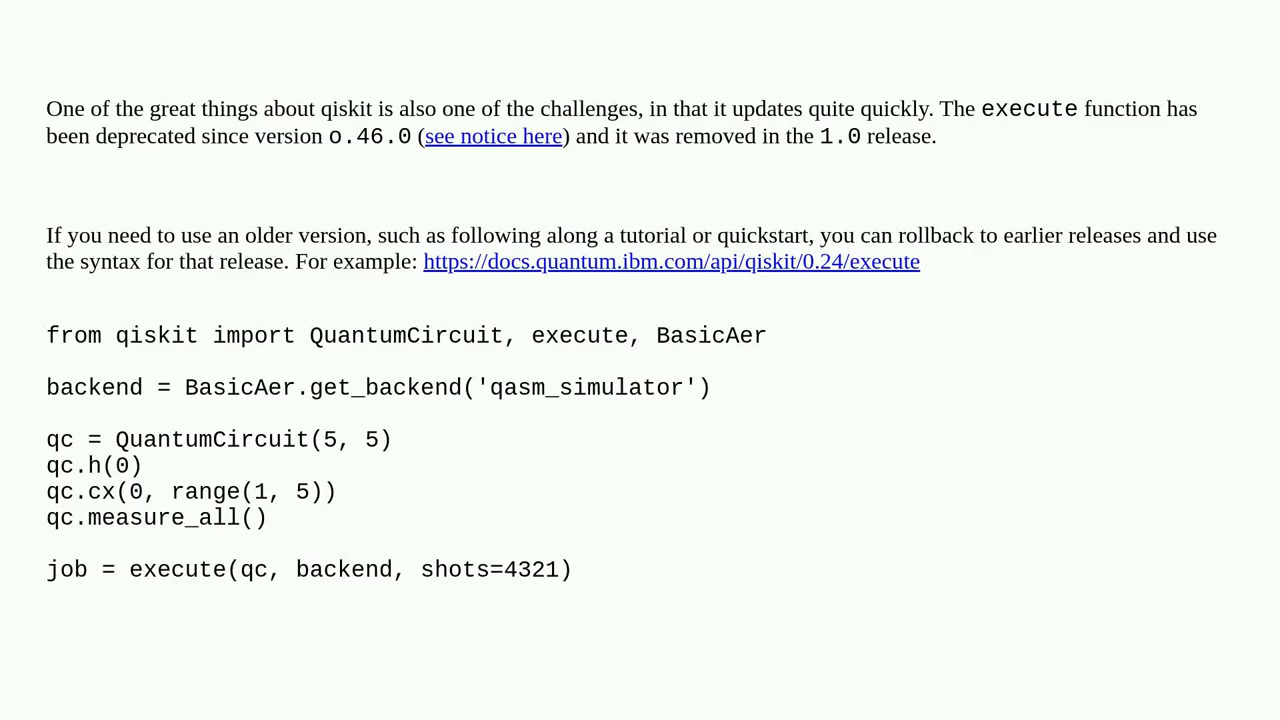 One of the great things about qiskit is also one of the challenges, in that it updates quite quickly. The execute function has
been deprecated since version o.46.0 (see notice here) and it was removed in the 1.0 release.
If you need to use an older version, such as following along a tutorial or quickstart, you can rollback to earlier releases and use
the syntax for that release. For example: https://docs.quantum.ibm.com/api/qiskit/0.24/execute
from qiskit import QuantumCircuit, execute, BasicAer
backend = BasicAer.get_backend('qasm_simulator')
qc = QuantumCircuit(5, 5)
qc.h(0)
qc.cx(0, range(1, 5))
qc.measure_all()
job = execute(qc, backend, shots=4321)